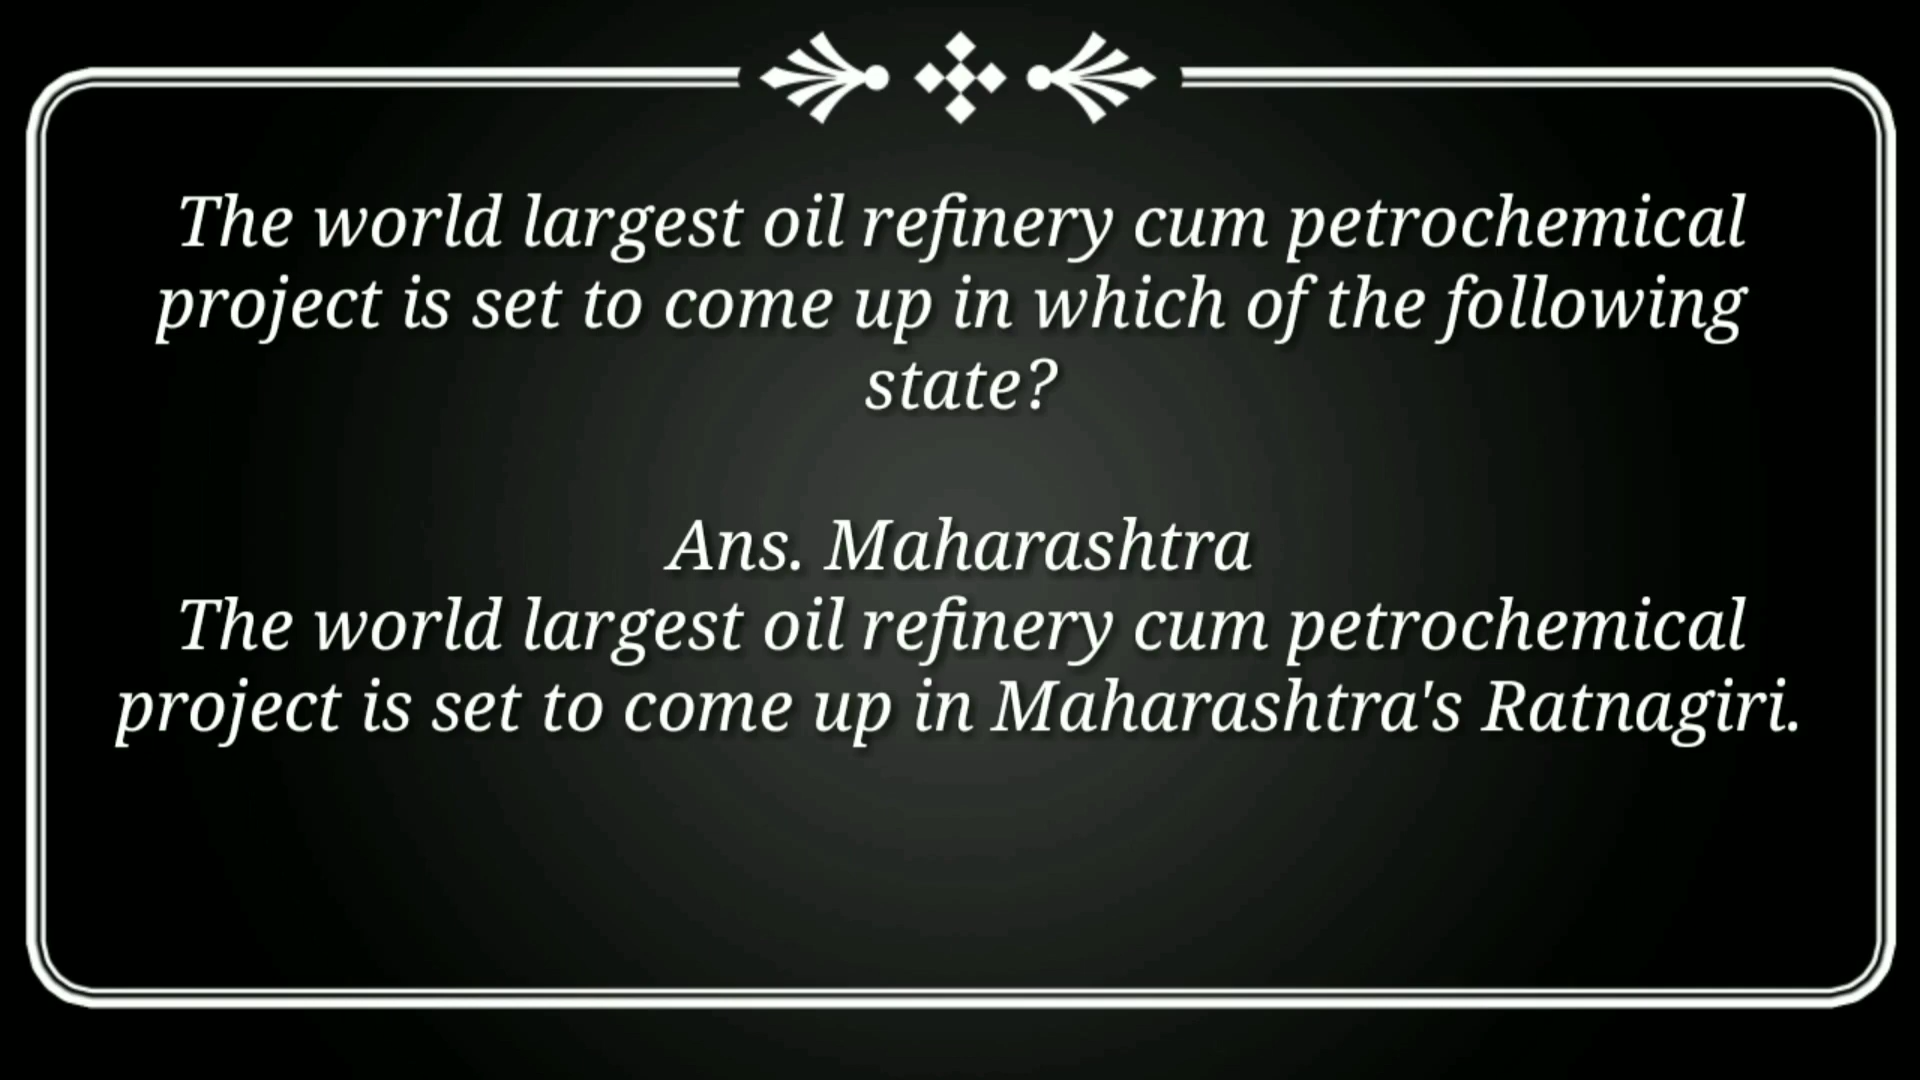 The world largest oil refinery cum petrochemical
project is set to come up in which of the following
state?
Ans. Maharashtra
The world largest oil refinery cum petrochemical
project is set to come up in Maharashtra's Ratnagiri.